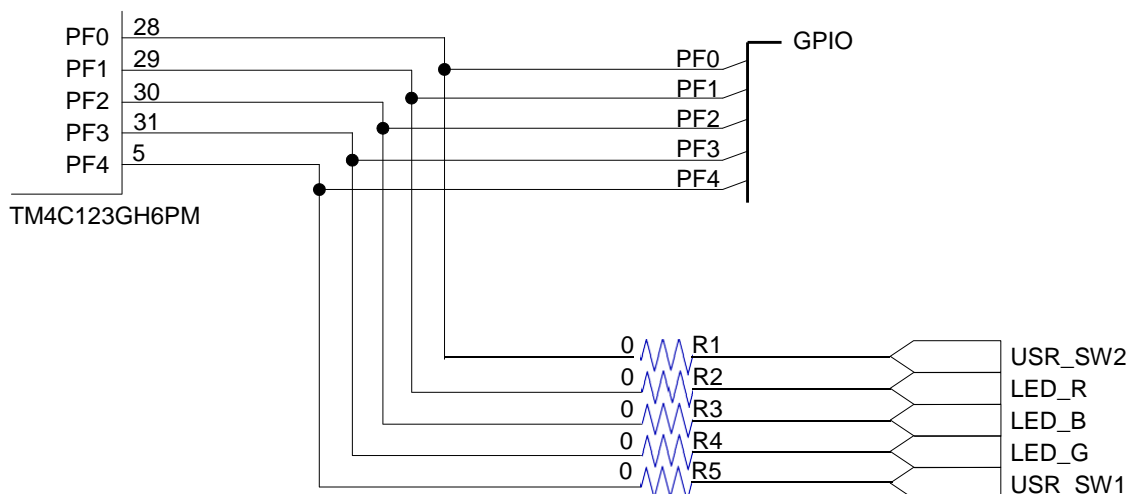 PF0 28
PF1 29
PF2 30
PF3 31
PF4 5
TM4C123GH6PM
GPIO
PF0
PF1
PF2
PF3
PF4
0 R1 USR_SW2
0 R2 LED_R
0 R3 LED_B
0 R4 LED_G
0 R5 USR_SW1